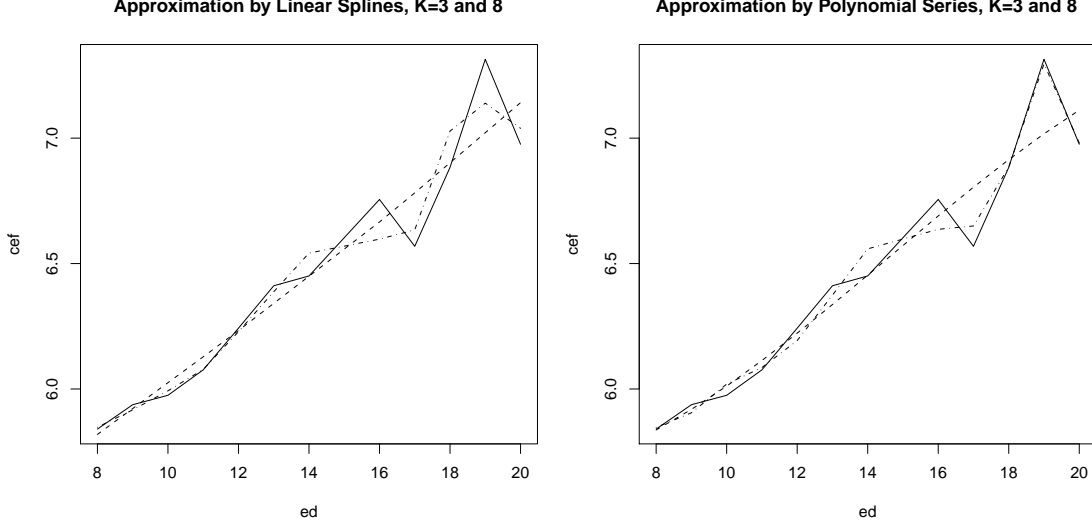 Approximation by Linear Splines, K=3 and 8
cef
7.0
6.5
6.0
8 10 12 14 16 18 20
ed
Approximation by Polynomial Series, K=3 and 8
cef
7.0
6.5
6.0
8 10 12 14 16 18 20
ed